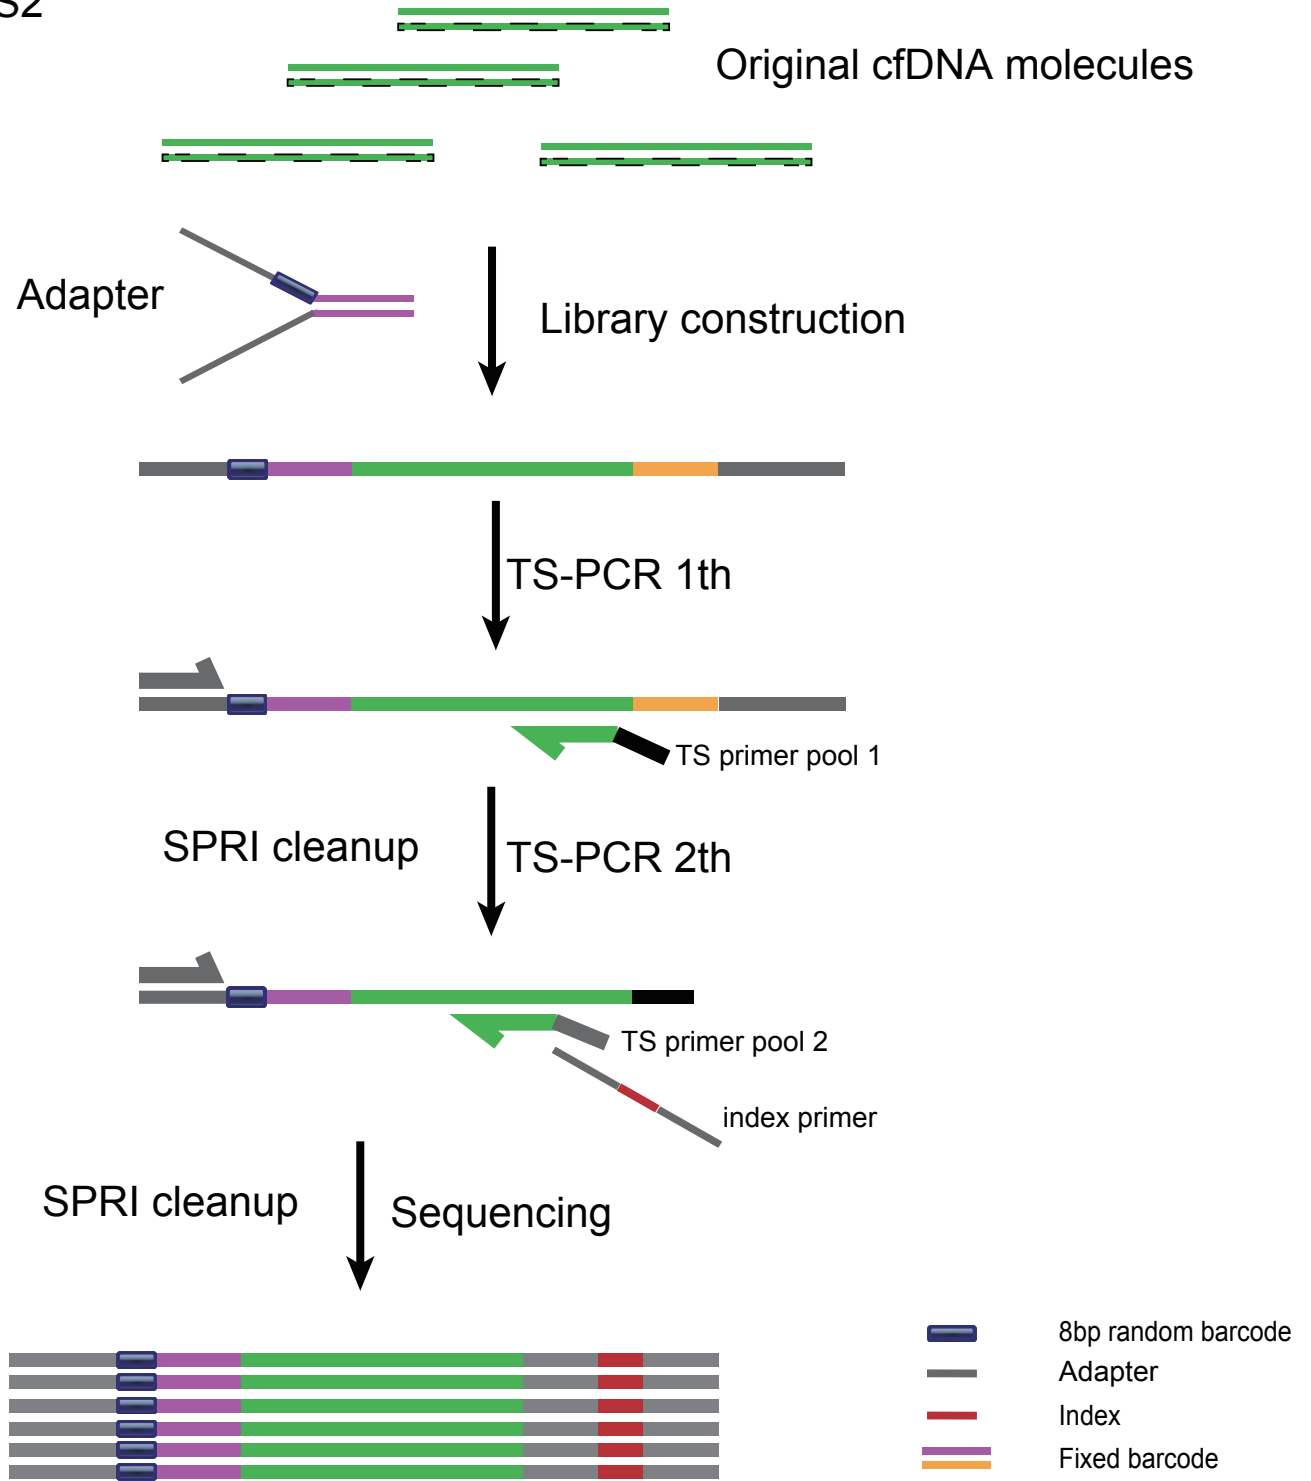 S2
Original cfDNA molecules
Adapter
Library construction
TS-PCR 1th
TS primer pool 1
SPRI cleanup
TS-PCR 2th
TS primer pool 2
index primer
SPRI cleanup
Sequencing
8bp random barcode
Adapter
Index
Fixed barcode